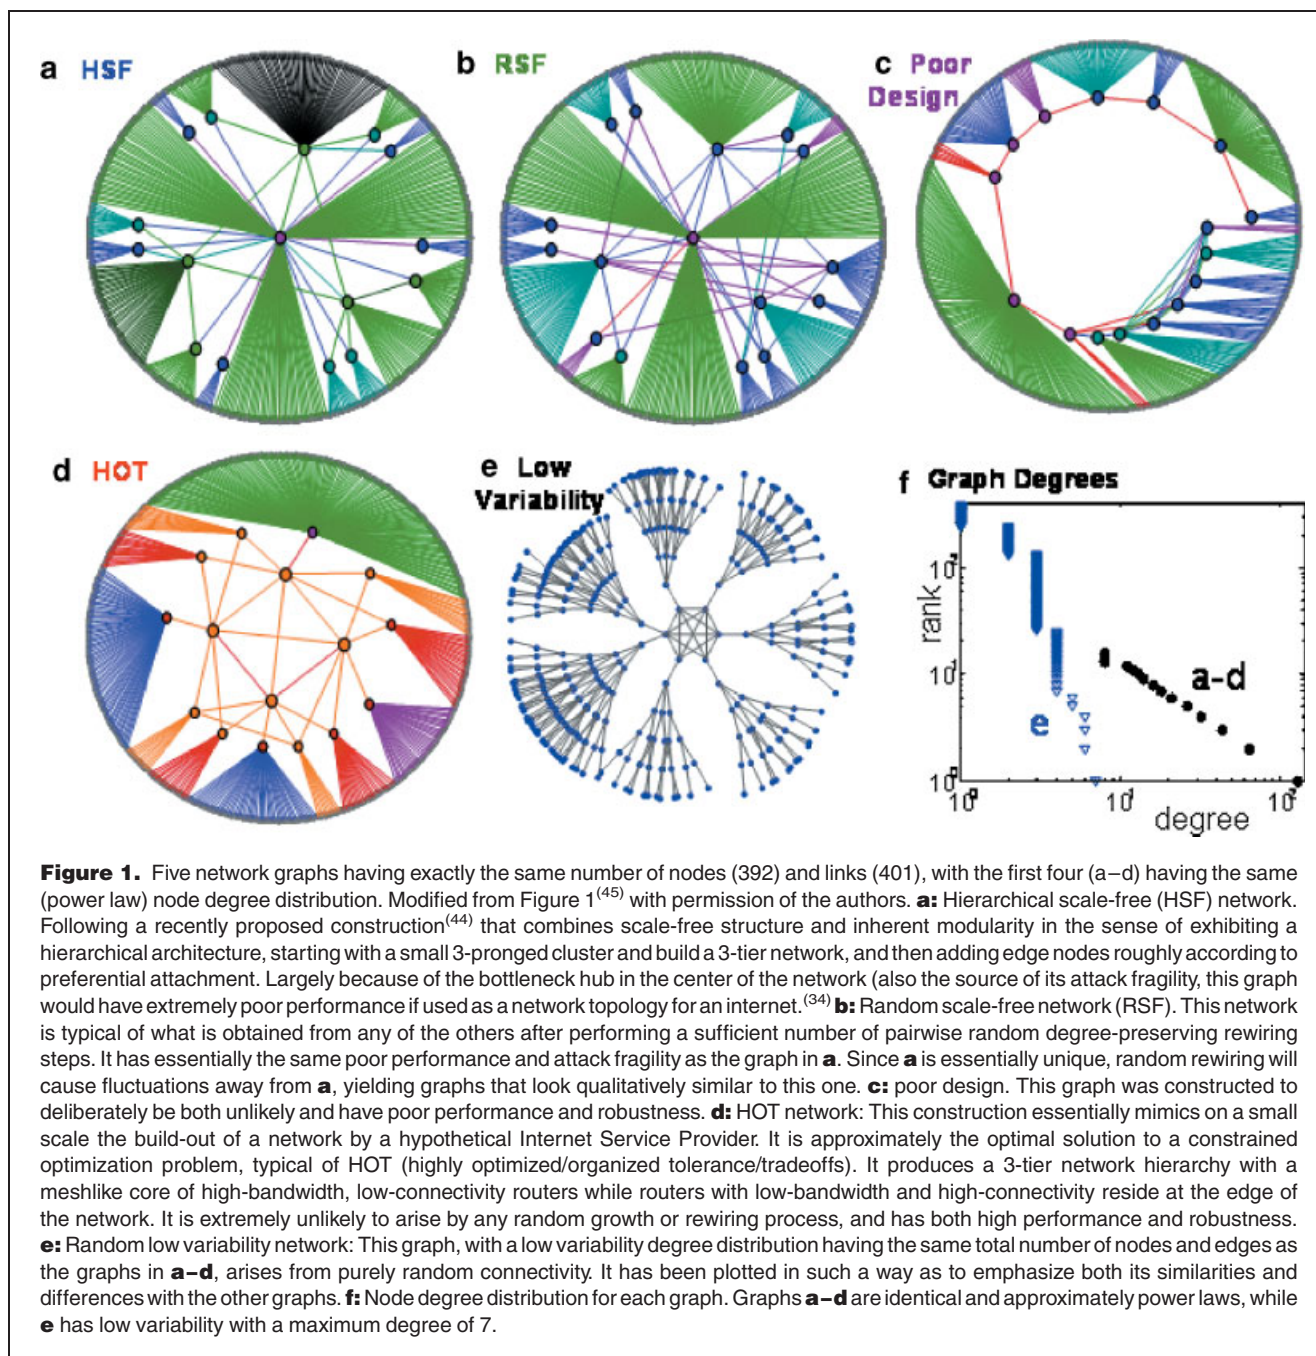 a HSF
b RSF
c Poor
Design
d HOT
e Low
Variability
f Graph Degrees
10²
rank
10¹
a-d
e
10⁰
10⁰ 10¹ 10²
degree
Figure 1. Five network graphs having exactly the same number of nodes (392) and links (401), with the first four (a–d) having the same
(power law) node degree distribution. Modified from Figure 1(45) with permission of the authors. a: Hierarchical scale-free (HSF) network.
Following a recently proposed construction(44) that combines scale-free structure and inherent modularity in the sense of exhibiting a
hierarchical architecture, starting with a small 3-pronged cluster and build a 3-tier network, and then adding edge nodes roughly according to
preferential attachment. Largely because of the bottleneck hub in the center of the network (also the source of its attack fragility, this graph
would have extremely poor performance if used as a network topology for an internet.(34) b: Random scale-free network (RSF). This network
is typical of what is obtained from any of the others after performing a sufficient number of pairwise random degree-preserving rewiring
steps. It has essentially the same poor performance and attack fragility as the graph in a. Since a is essentially unique, random rewiring will
cause fluctuations away from a, yielding graphs that look qualitatively similar to this one. c: poor design. This graph was constructed to
deliberately be both unlikely and have poor performance and robustness. d: HOT network: This construction essentially mimics on a small
scale the build-out of a network by a hypothetical Internet Service Provider. It is approximately the optimal solution to a constrained
optimization problem, typical of HOT (highly optimized/organized tolerance/tradeoffs). It produces a 3-tier network hierarchy with a
meshlike core of high-bandwidth, low-connectivity routers while routers with low-bandwidth and high-connectivity reside at the edge of
the network. It is extremely unlikely to arise by any random growth or rewiring process, and has both high performance and robustness.
e: Random low variability network: This graph, with a low variability degree distribution having the same total number of nodes and edges as
the graphs in a–d, arises from purely random connectivity. It has been plotted in such a way as to emphasize both its similarities and
differences with the other graphs. f: Node degree distribution for each graph. Graphs a–d are identical and approximately power laws, while
e has low variability with a maximum degree of 7.